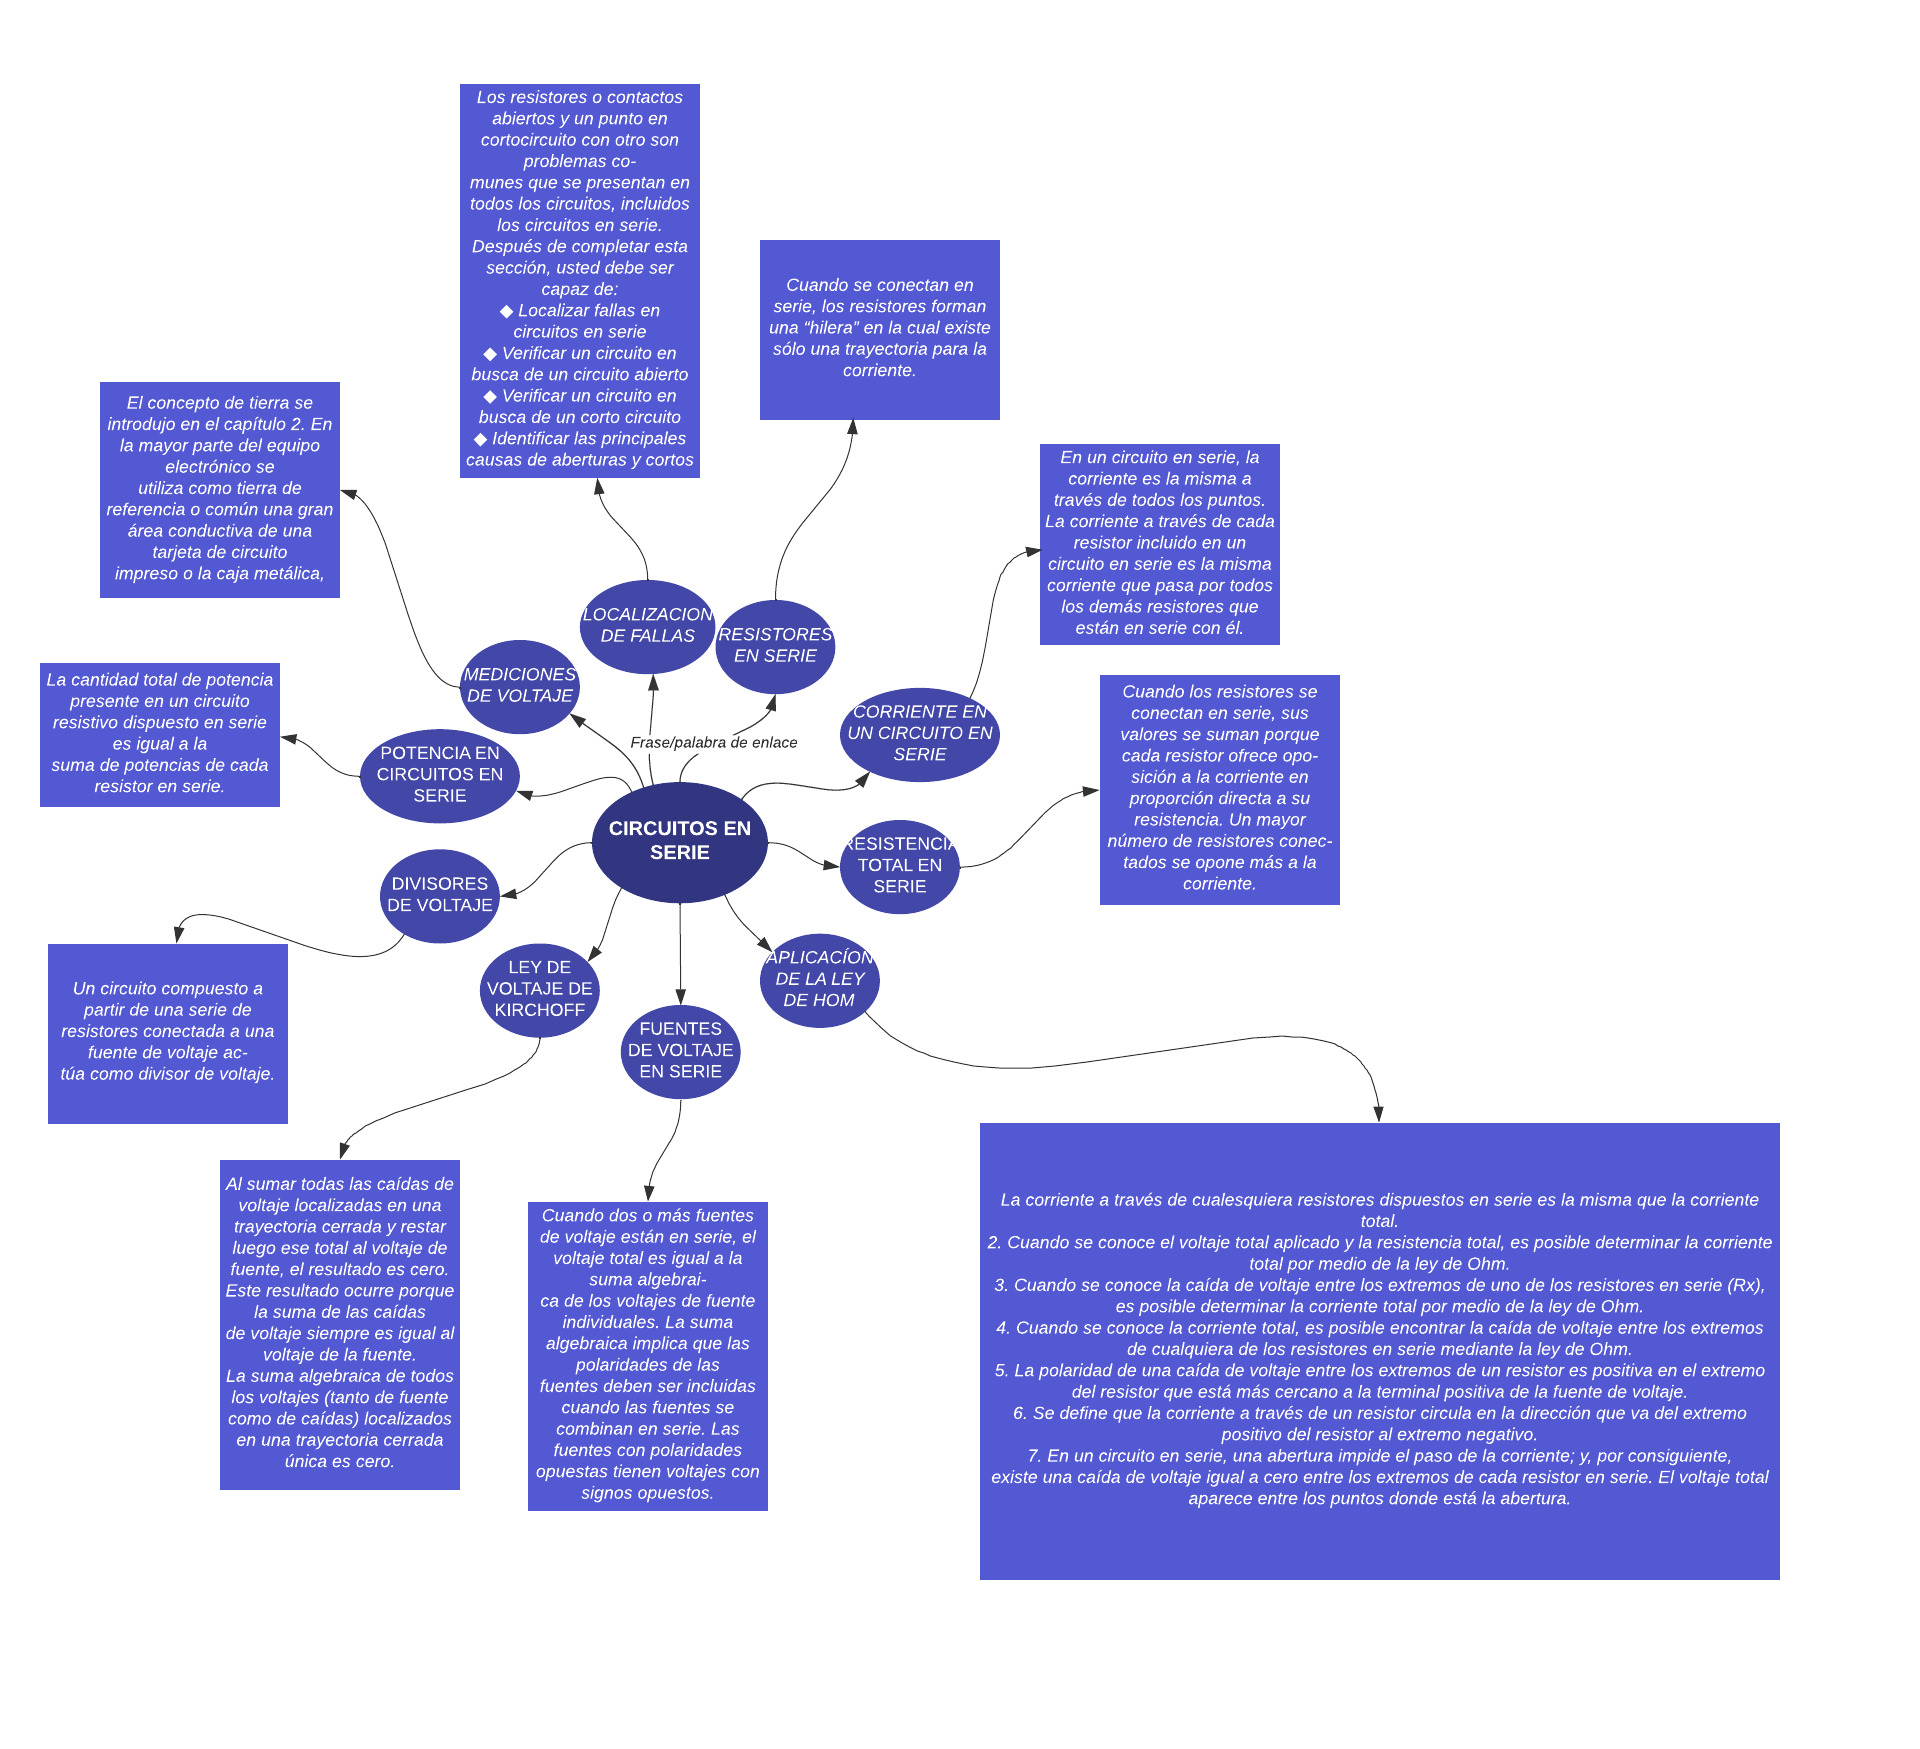 Los resistores o contactos
abiertos y un punto en
cortocircuito con otro son
problemas co-
munes que se presentan en
todos los circuitos, incluidos
los circuitos en serie.
Después de completar esta
sección, usted debe ser
capaz de:
◆ Localizar fallas en
circuitos en serie
◆ Verificar un circuito en
busca de un circuito abierto
◆ Verificar un circuito en
busca de un corto circuito
◆ Identificar las principales
causas de aberturas y cortos
Cuando se conectan en
serie, los resistores forman
una “hilera” en la cual existe
sólo una trayectoria para la
corriente.
El concepto de tierra se
introdujo en el capítulo 2. En
la mayor parte del equipo
electrónico se
utiliza como tierra de
referencia o común una gran
área conductiva de una
tarjeta de circuito
impreso o la caja metálica,
En un circuito en serie, la
corriente es la misma a
través de todos los puntos.
La corriente a través de cada
resistor incluido en un
circuito en serie es la misma
corriente que pasa por todos
los demás resistores que
están en serie con él.
LOCALIZACION
DE FALLAS
RESISTORES
EN SERIE
MEDICIONES
DE VOLTAJE
La cantidad total de potencia
presente en un circuito
resistivo dispuesto en serie
es igual a la
suma de potencias de cada
resistor en serie.
CORRIENTE EN
UN CIRCUITO EN
SERIE
Cuando los resistores se
conectan en serie, sus
valores se suman porque
cada resistor ofrece opo-
sición a la corriente en
proporción directa a su
resistencia. Un mayor
número de resistores conec-
tados se opone más a la
corriente.
Frase/palabra de enlace
POTENCIA EN
CIRCUITOS EN
SERIE
CIRCUITOS EN
SERIE
RESISTENCIA
TOTAL EN
SERIE
DIVISORES
DE VOLTAJE
LEY DE
VOLTAJE DE
KIRCHOFF
APLICACÍON
DE LA LEY
DE HOM
FUENTES
DE VOLTAJE
EN SERIE
Un circuito compuesto a
partir de una serie de
resistores conectada a una
fuente de voltaje ac-
túa como divisor de voltaje.
Al sumar todas las caídas de
voltaje localizadas en una
trayectoria cerrada y restar
luego ese total al voltaje de
fuente, el resultado es cero.
Este resultado ocurre porque
la suma de las caídas
de voltaje siempre es igual al
voltaje de la fuente.
La suma algebraica de todos
los voltajes (tanto de fuente
como de caídas) localizados
en una trayectoria cerrada
única es cero.
Cuando dos o más fuentes
de voltaje están en serie, el
voltaje total es igual a la
suma algebrai-
ca de los voltajes de fuente
individuales. La suma
algebraica implica que las
polaridades de las
fuentes deben ser incluidas
cuando las fuentes se
combinan en serie. Las
fuentes con polaridades
opuestas tienen voltajes con
signos opuestos.
La corriente a través de cualesquiera resistores dispuestos en serie es la misma que la corriente
total.
2. Cuando se conoce el voltaje total aplicado y la resistencia total, es posible determinar la corriente
total por medio de la ley de Ohm.
3. Cuando se conoce la caída de voltaje entre los extremos de uno de los resistores en serie (Rx),
es posible determinar la corriente total por medio de la ley de Ohm.
4. Cuando se conoce la corriente total, es posible encontrar la caída de voltaje entre los extremos
de cualquiera de los resistores en serie mediante la ley de Ohm.
5. La polaridad de una caída de voltaje entre los extremos de un resistor es positiva en el extremo
del resistor que está más cercano a la terminal positiva de la fuente de voltaje.
6. Se define que la corriente a través de un resistor circula en la dirección que va del extremo
positivo del resistor al extremo negativo.
7. En un circuito en serie, una abertura impide el paso de la corriente; y, por consiguiente,
existe una caída de voltaje igual a cero entre los extremos de cada resistor en serie. El voltaje total
aparece entre los puntos donde está la abertura.